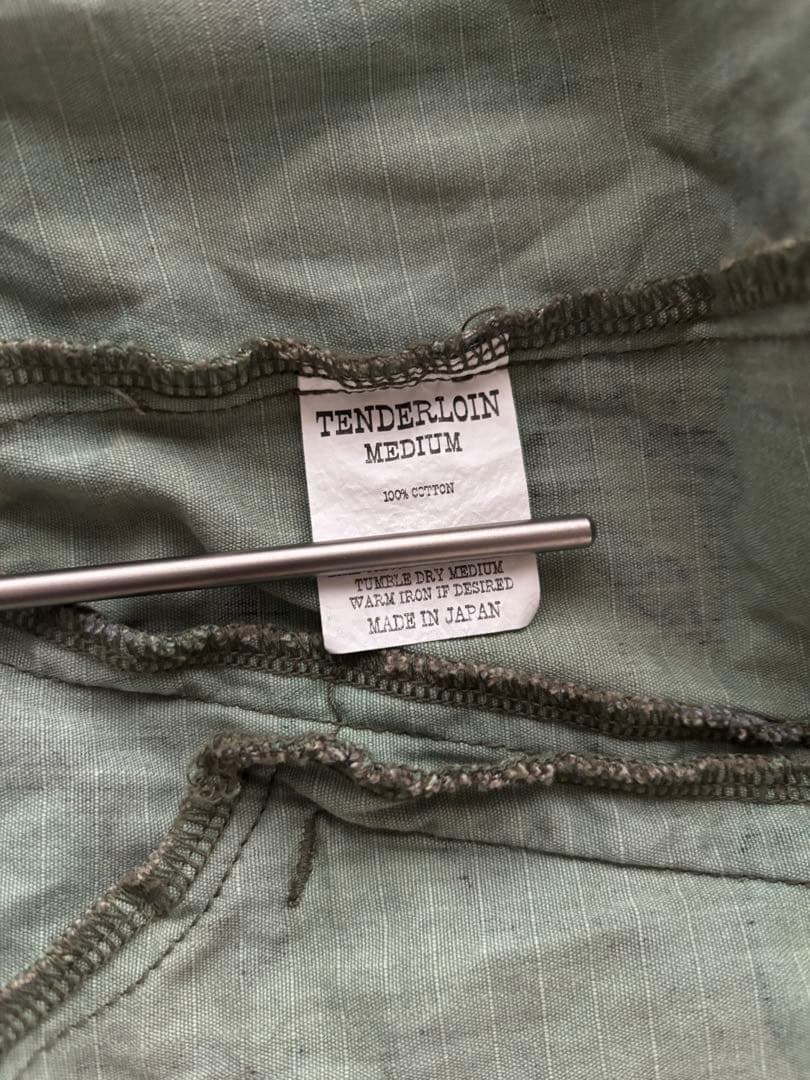 TENDERLOIN
MEDIUM
100% COTTON
TUMBLE DRY MEDIUM
WARM IRON IF DESIRED
MADE IN JAPAN